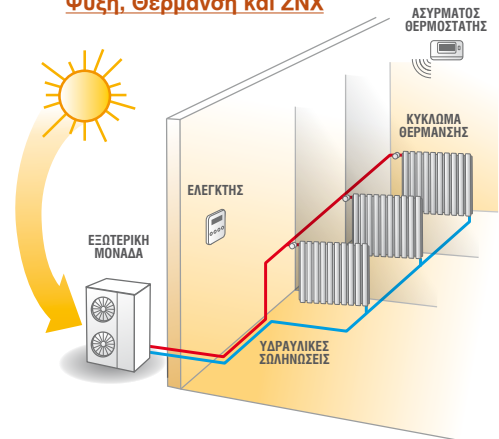 Ψύξη, Θέρμανση και ΖΝΧ
ΑΣΥΡΜΑΤΟΣ
ΘΕΡΜΟΣΤΑΤΗΣ
ΚΥΚΛΩΜΑ
ΘΕΡΜΑΝΣΗΣ
ΕΛΕΓΚΤΗΣ
ΕΞΩΤΕΡΙΚΗ
ΜΟΝΑΔΑ
ΥΔΡΑΥΛΙΚΕΣ
ΣΩΛΗΝΩΣΕΙΣ